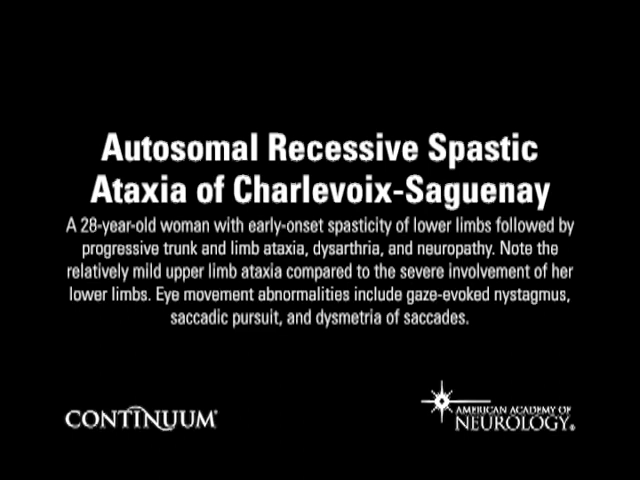 Autosomal Recessive Spastic
Ataxia of Charlevoix-Saguenay
A 28-year-old woman with early-onset spasticity of lower limbs followed by
progressive trunk and limb ataxia, dysarthria, and neuropathy. Note the
relatively mild upper limb ataxia compared to the severe involvement of her
lower limbs. Eye movement abnormalities include gaze-evoked nystagmus,
saccadic pursuit, and dysmetria of saccades.
CONTINUUM®
AMERICAN ACADEMY OF
NEUROLOGY®